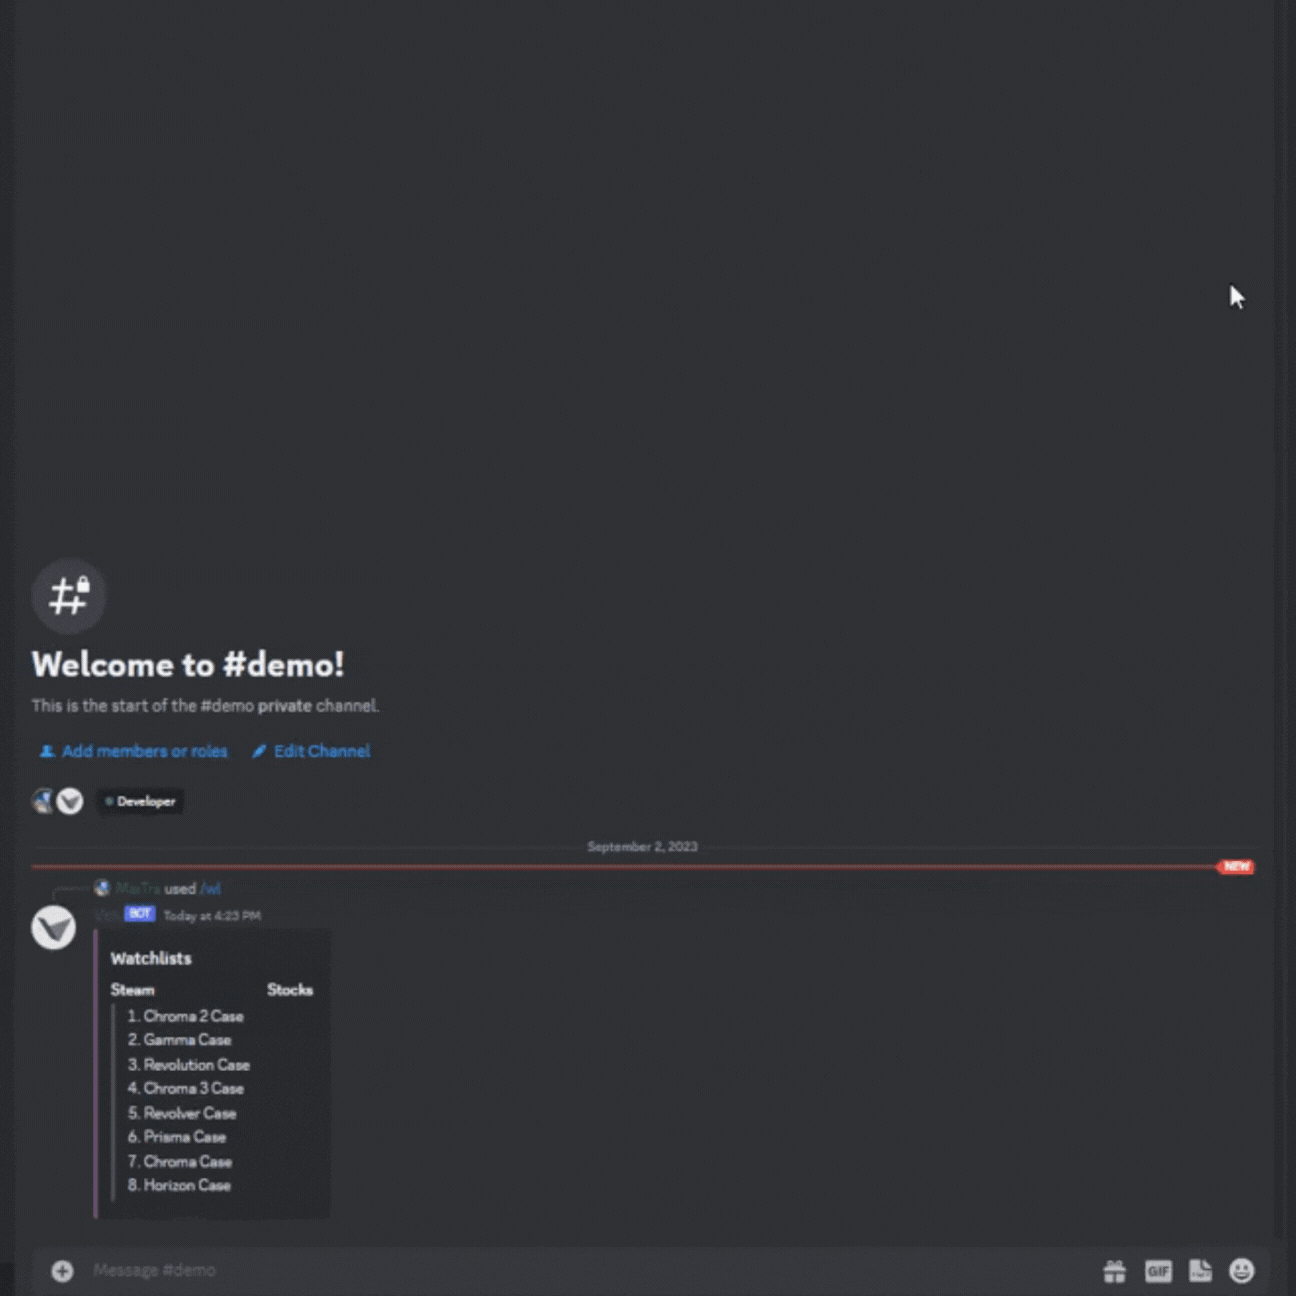 Welcome to #demo!
This is the start of the #demo private channel.
Add members or roles Edit Channel
Developer
September 2, 2023
NEW
MaxTra used /wl
BOT Today at 4:23 PM
Watchlists
Steam Stocks
1. Chroma 2 Case
2. Gamma Case
3. Revolution Case
4. Chroma 3 Case
5. Revolver Case
6. Prisma Case
7. Chroma Case
8. Horizon Case
Message #demo
GIF